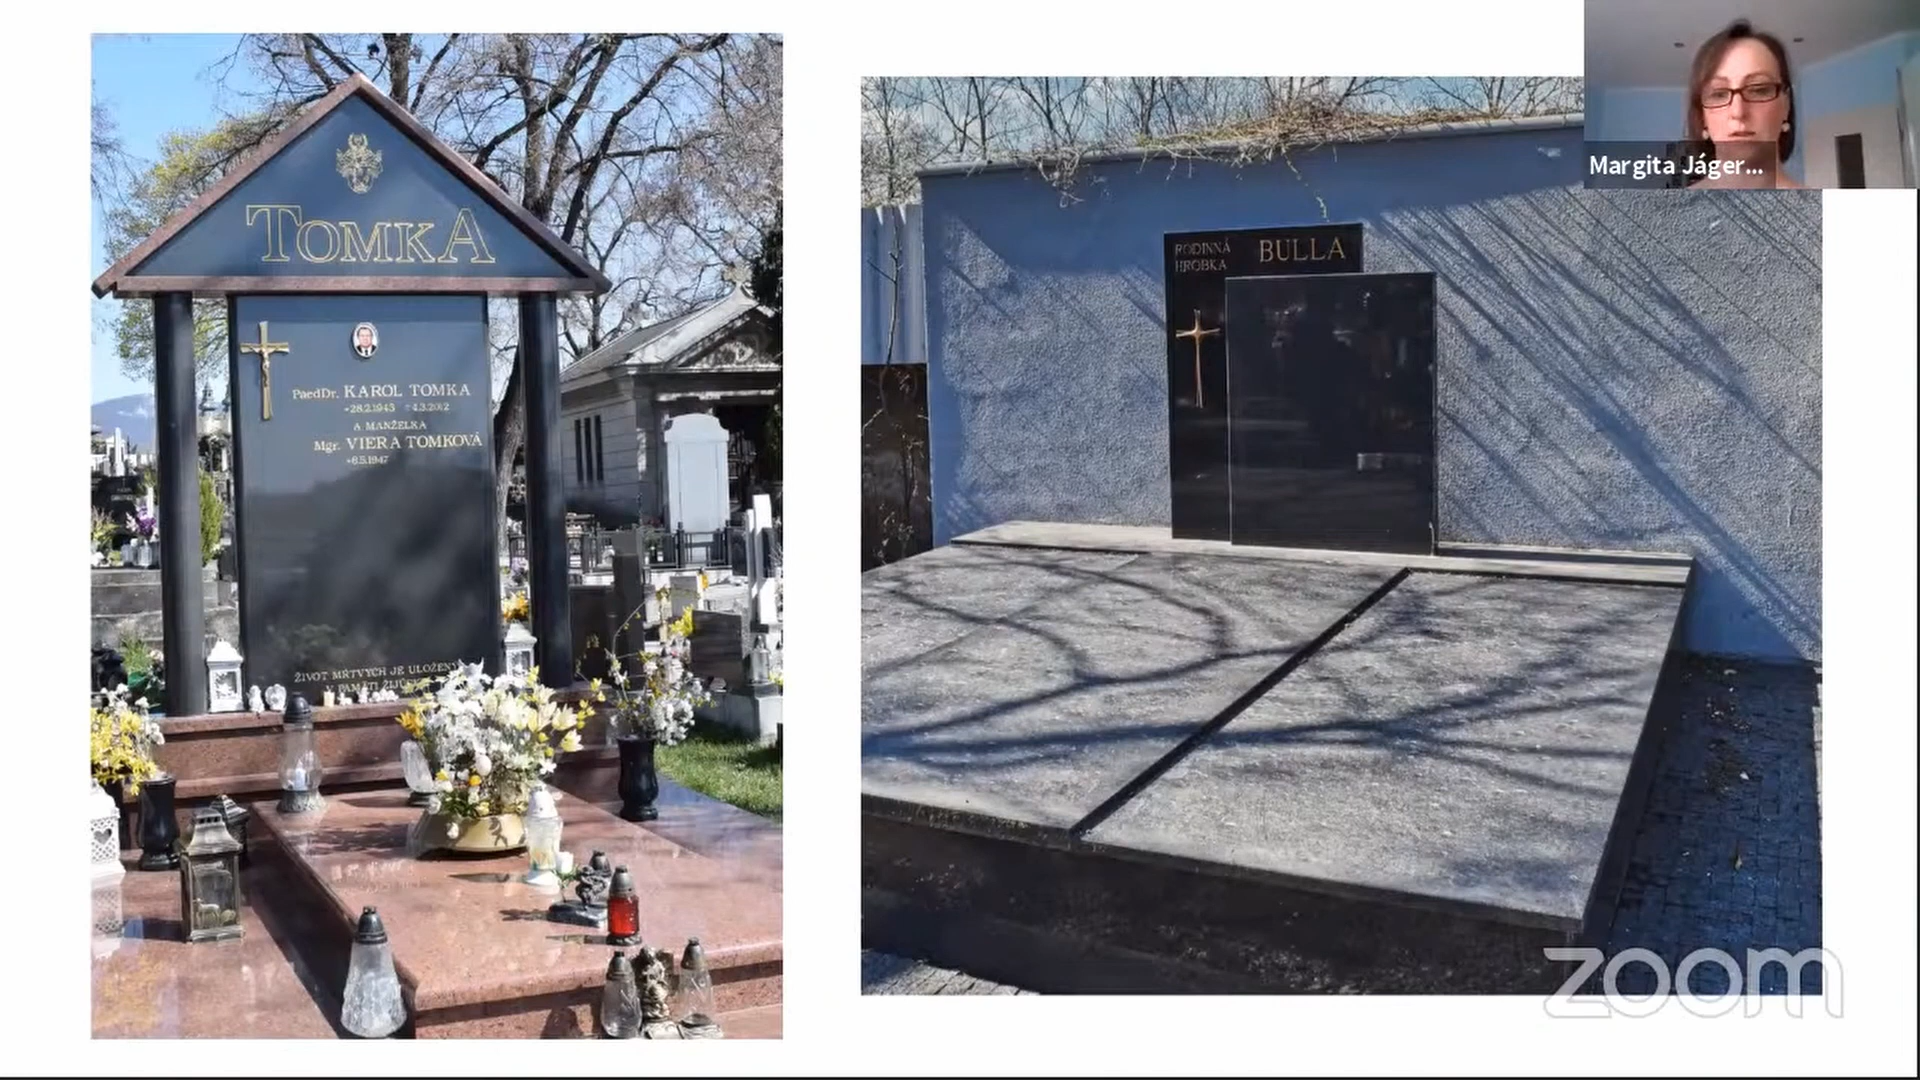 TOMKA
PaedDr. KAROL TOMKA
*28.2.1943 †4.3.2012
A MANŽELKA
Mgr. VIERA TOMKOVÁ
*6.5.1947
ŽIVOT MŔTVYCH JE ULOŽENÝ
V PAMÄTI
RODINNÁ
HROBKA
BULLA
Margita Jáger...
zoom